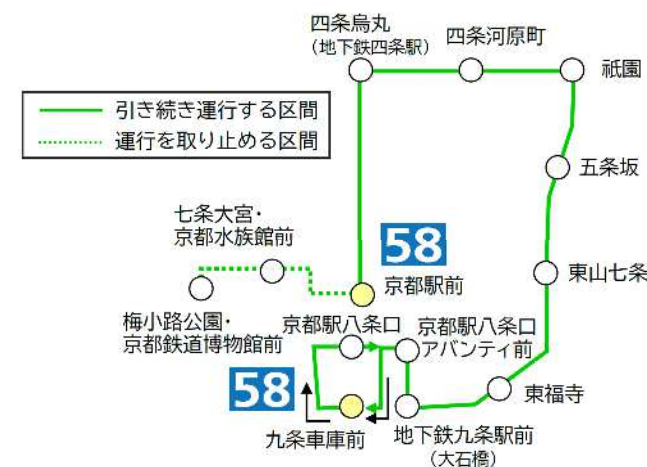 四条烏丸
(地下鉄四条駅)
四条河原町
祇園
引き続き運行する区間
運行を取り止める区間
五条坂
七条大宮・
京都水族館前
58
京都駅前
東山七条
梅小路公園・
京都鉄道博物館前
京都駅八条口
京都駅八条口
アバンティ前
58
東福寺
九条車庫前
地下鉄九条駅前
(大石橋)